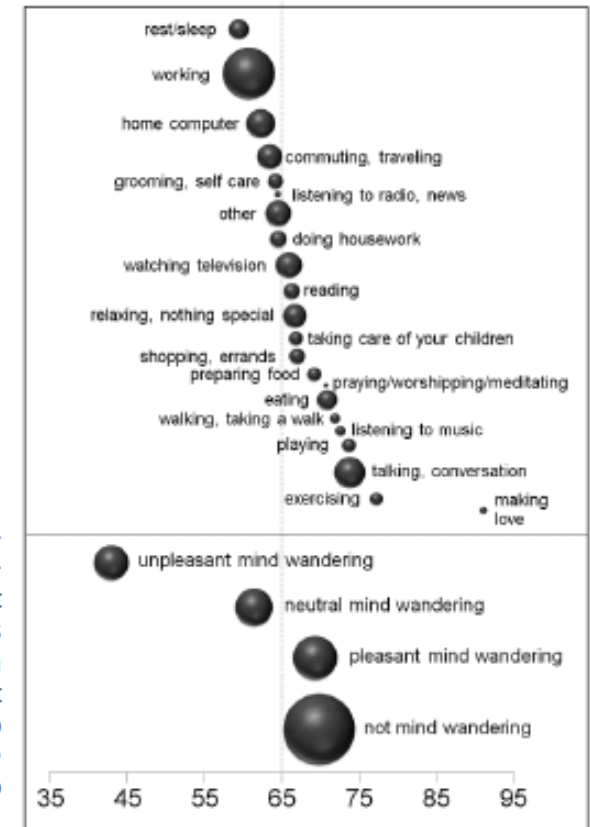 rest/sleep
working
home computer
commuting, traveling
grooming, self care
listening to radio, news
other
doing housework
watching television
reading
relaxing, nothing special
taking care of your children
shopping, errands
preparing food
praying/worshipping/meditating
eating
walking, taking a walk
listening to music
playing
talking, conversation
exercising
making
love
unpleasant mind wandering
neutral mind wandering
pleasant mind wandering
not mind wandering
35 45 55 65 75 85 95